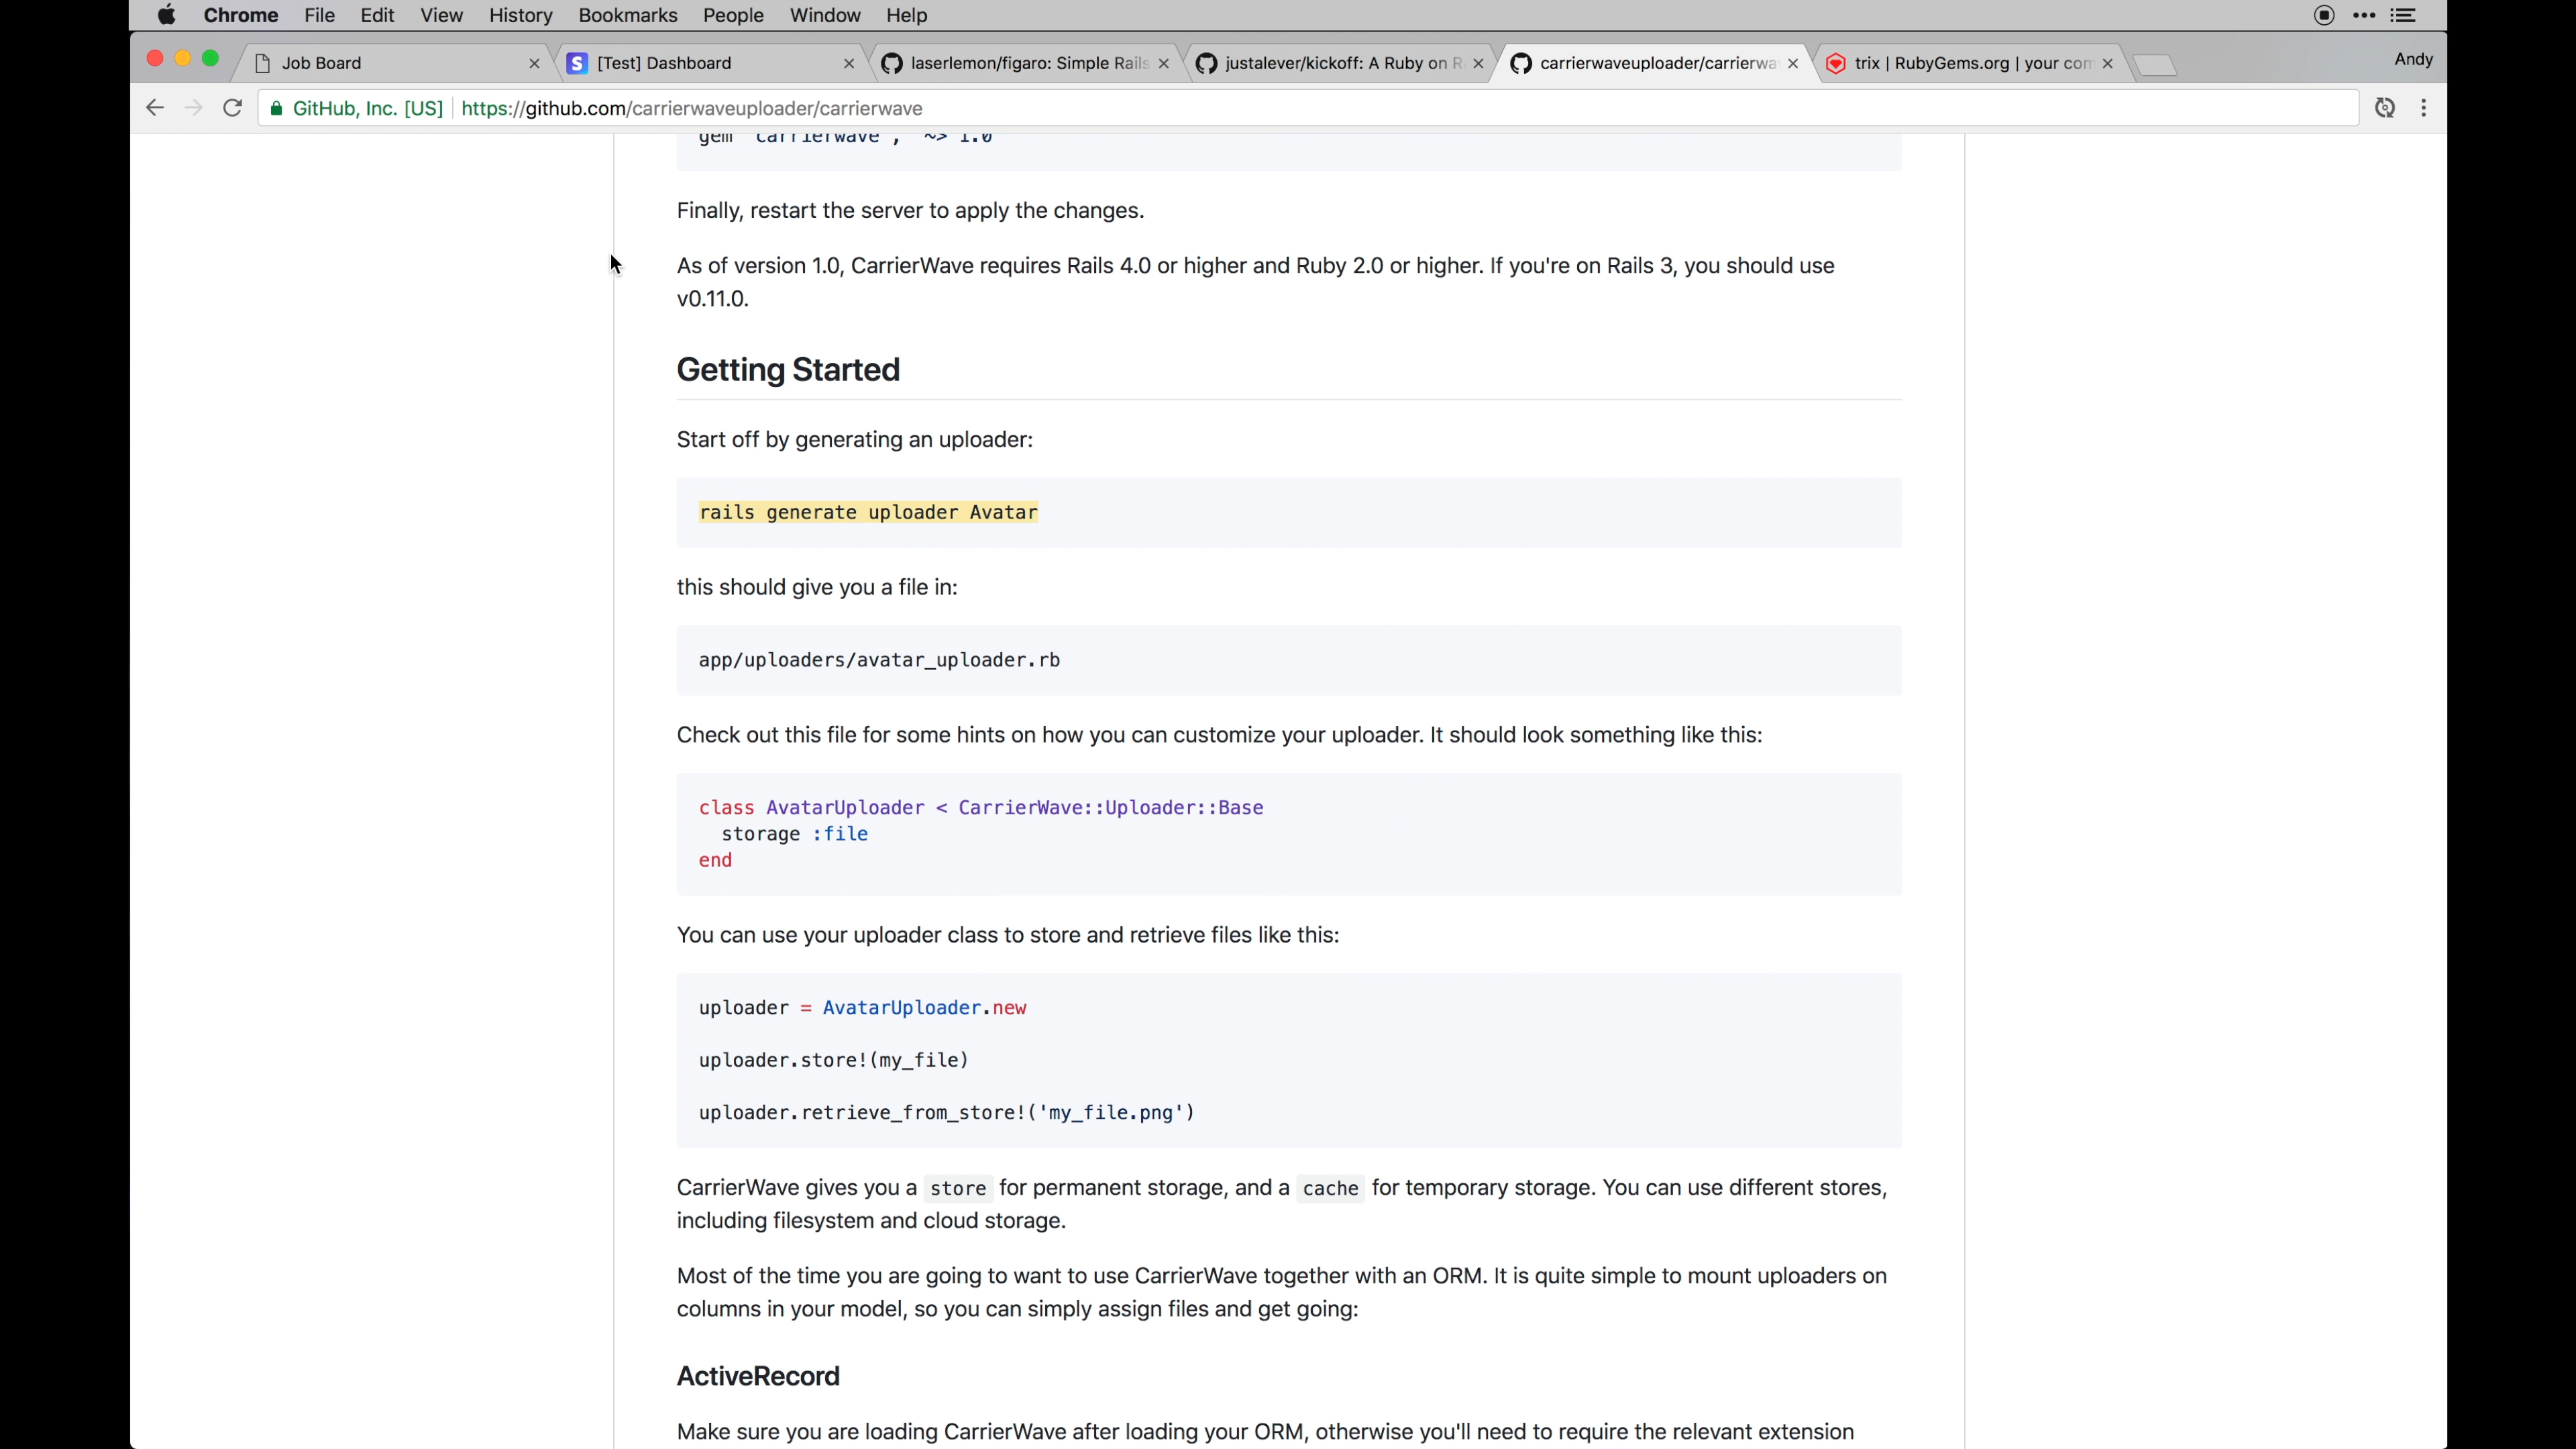 Chrome File Edit View History Bookmarks People Window Help
Job Board
[Test] Dashboard
laserlemon/figaro: Simple Rails
justalever/kickoff: A Ruby on R
carrierwaveuploader/carrierwa
trix | RubyGems.org | your com
Andy
GitHub, Inc. [US] https://github.com/carrierwaveuploader/carrierwave
gem 'carrierwave', '~> 1.0'
Finally, restart the server to apply the changes.
As of version 1.0, CarrierWave requires Rails 4.0 or higher and Ruby 2.0 or higher. If you're on Rails 3, you should use
v0.11.0.
Getting Started
Start off by generating an uploader:
rails generate uploader Avatar
this should give you a file in:
app/uploaders/avatar_uploader.rb
Check out this file for some hints on how you can customize your uploader. It should look something like this:
class AvatarUploader < CarrierWave::Uploader::Base
storage :file
end
You can use your uploader class to store and retrieve files like this:
uploader = AvatarUploader.new
uploader.store!(my_file)
uploader.retrieve_from_store!('my_file.png')
CarrierWave gives you a store for permanent storage, and a cache for temporary storage. You can use different stores,
including filesystem and cloud storage.
Most of the time you are going to want to use CarrierWave together with an ORM. It is quite simple to mount uploaders on
columns in your model, so you can simply assign files and get going:
ActiveRecord
Make sure you are loading CarrierWave after loading your ORM, otherwise you'll need to require the relevant extension